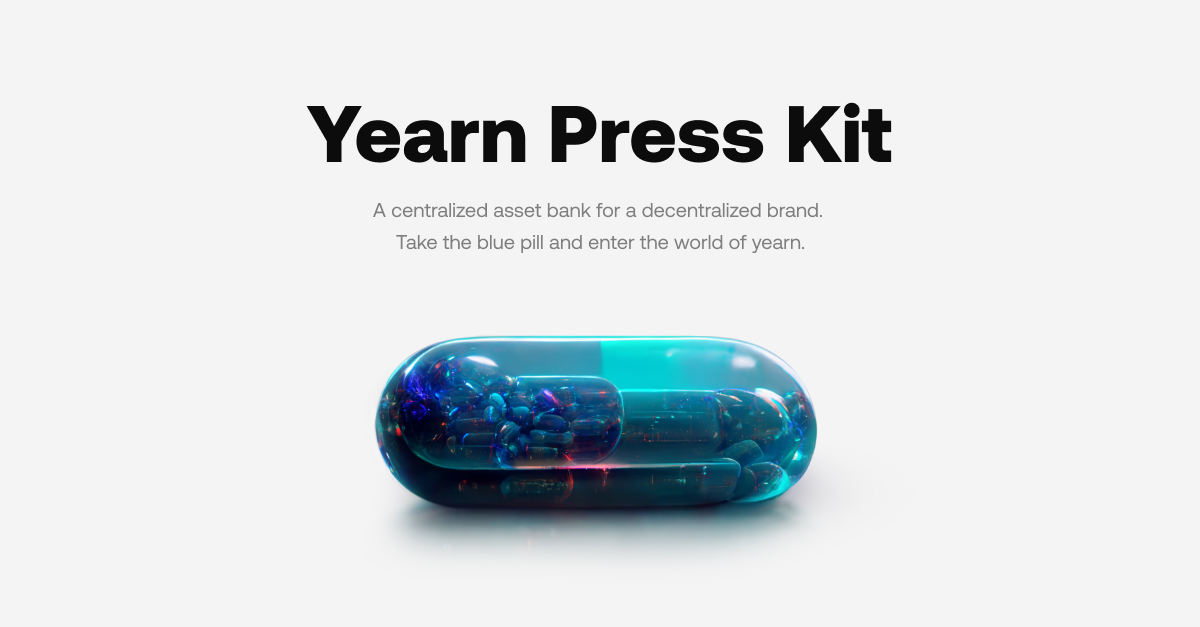 Yearn Press Kit
A centralized asset bank for a decentralized brand.
Take the blue pill and enter the world of yearn.